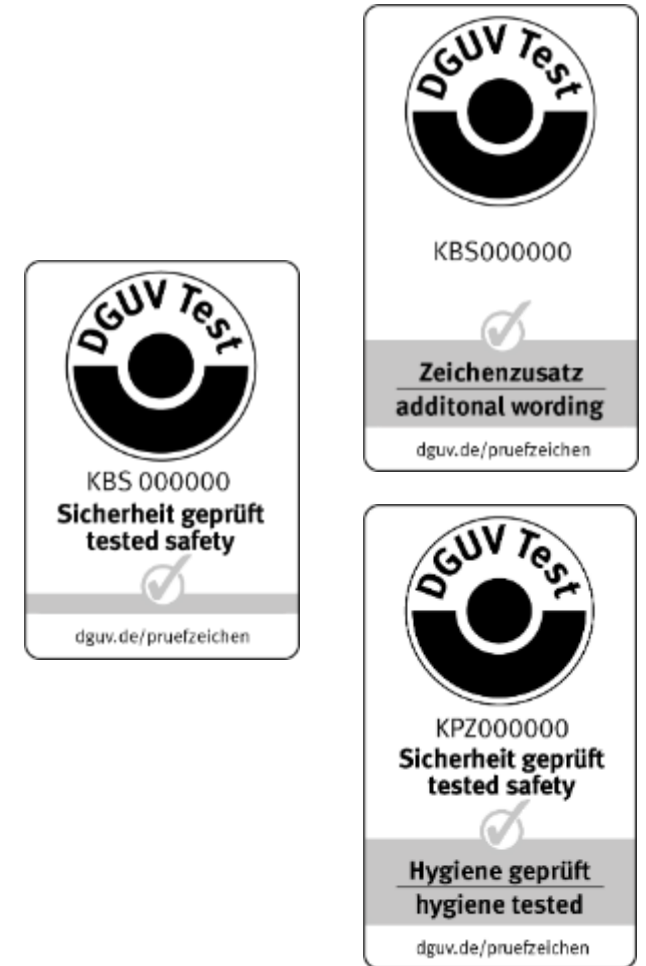 DGUV Test
KBS 000000
Sicherheit geprüft
tested safety
dguv.de/pruefzeichen
DGUV Test
KBS000000
Zeichenzusatz
additonal wording
dguv.de/pruefzeichen
DGUV Test
KPZ000000
Sicherheit geprüft
tested safety
Hygiene geprüft
hygiene tested
dguv.de/pruefzeichen